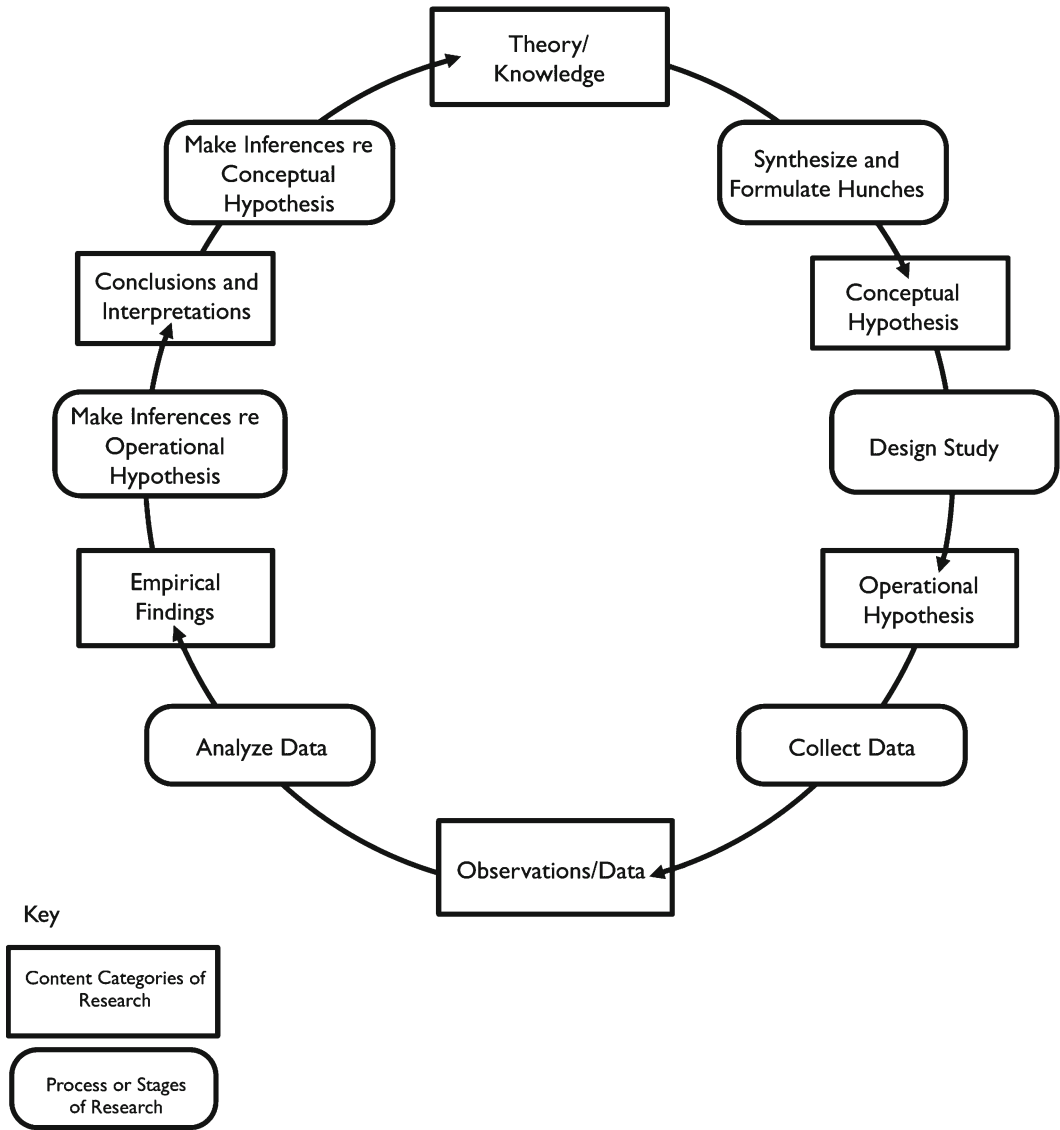 Theory/
Knowledge
Synthesize and
Formulate Hunches
Conceptual
Hypothesis
Design Study
Operational
Hypothesis
Collect Data
Observations/Data
Analyze Data
Empirical
Findings
Make Inferences re
Operational
Hypothesis
Conclusions and
Interpretations
Make Inferences re
Conceptual
Hypothesis
Key
Content Categories of
Research
Process or Stages
of Research